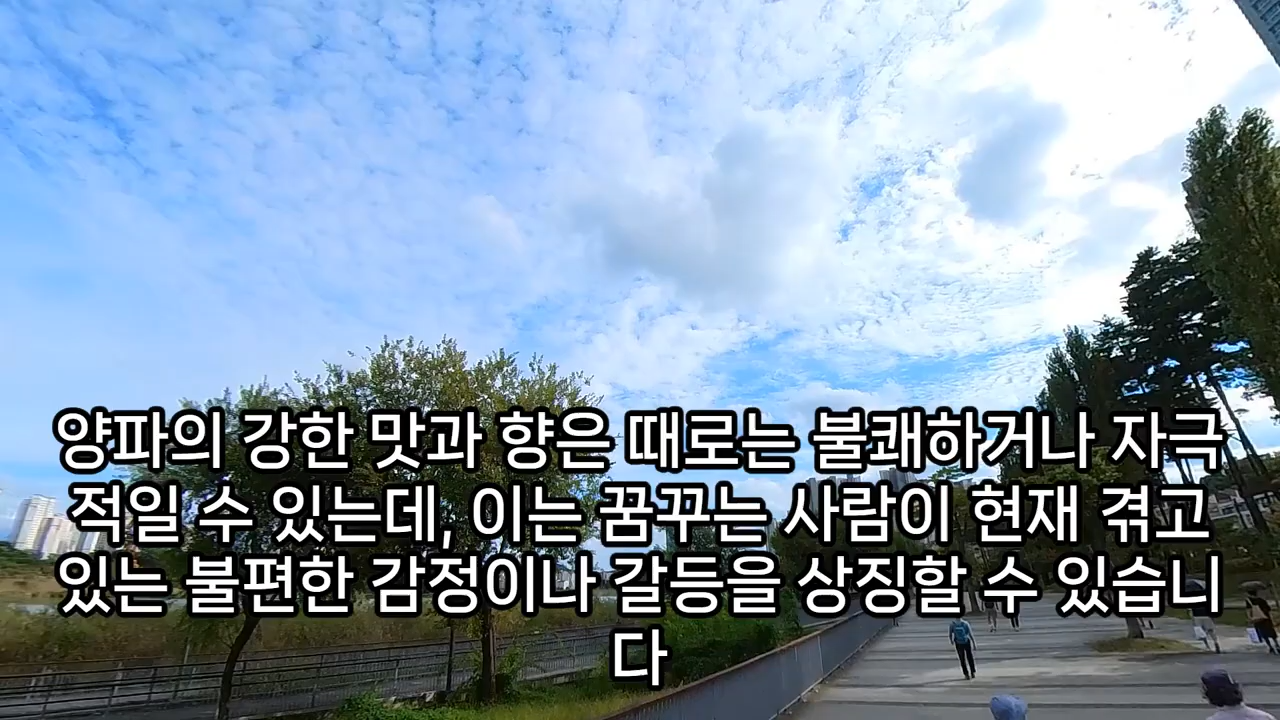 양파의 강한 맛과 향은 때로는 불쾌하거나 자극
적일 수 있는데, 이는 꿈꾸는 사람이 현재 겪고
있는 불편한 감정이나 갈등을 상징할 수 있습니
다